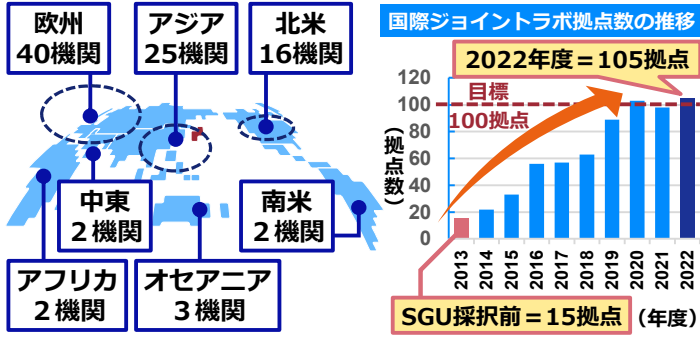 欧州
40機関
アジア
25機関
北米
16機関
中東
２機関
南米
２機関
アフリカ
２機関
オセアニア
３機関
国際ジョイントラボ拠点数の推移
2022年度＝105拠点
目標
100拠点
（拠点数）
120
100
80
60
40
20
0
2013
2014
2015
2016
2017
2018
2019
2020
2021
2022
SGU採択前＝15拠点
（年度）